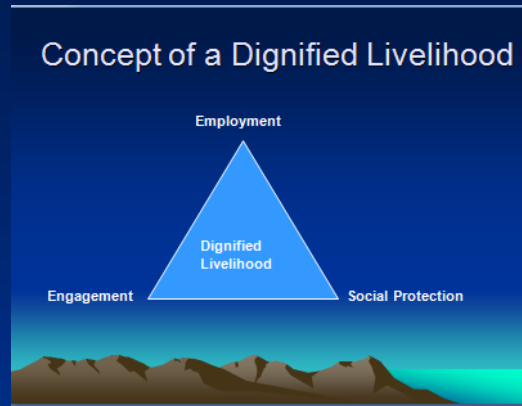 Concept of a Dignified Livelihood
Employment
Dignified
Livelihood
Engagement
Social Protection